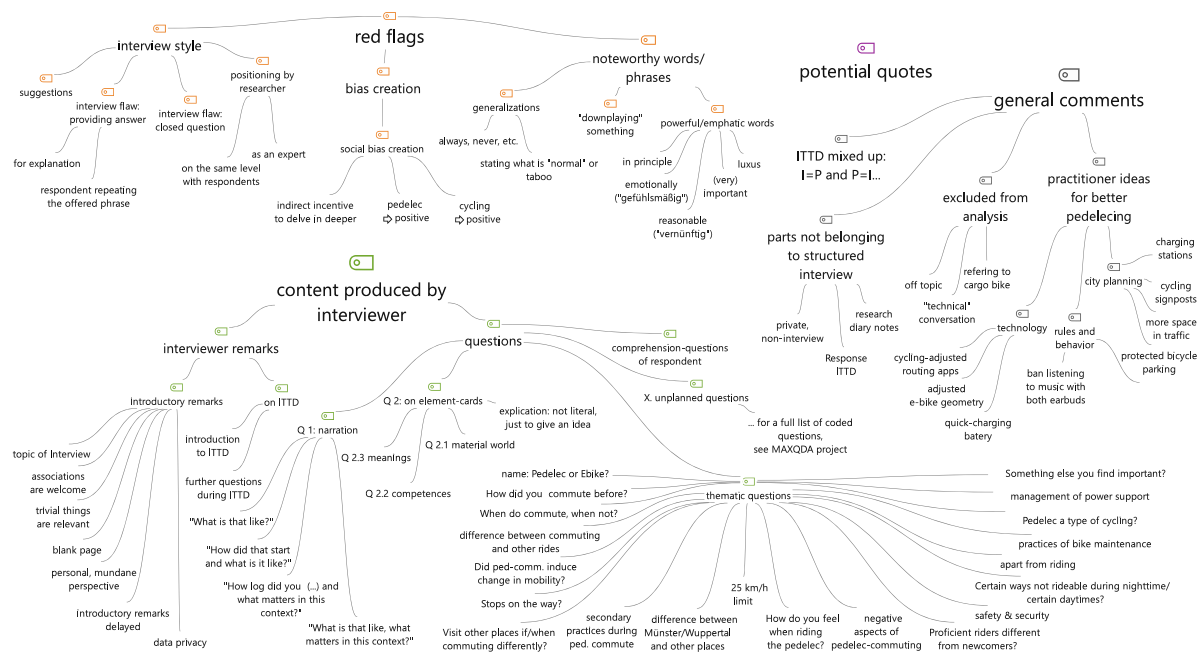 red flags
interview style
suggestions
interview flaw:
providing answer
for explanation
respondent repeating
the offered phrase
interview flaw:
closed question
positioning by
researcher
on the same level
with respondents
as an expert
bias creation
social bias creation
indirect incentive
to delve in deeper
pedelec
⇨ positive
cycling
⇨ positive
noteworthy words/
phrases
generalizations
always, never, etc.
stating what is "normal" or
taboo
"downplaying"
something
powerful/emphatic words
in principle
emotionally
("gefühlsmäßig")
reasonable
("vernünftig")
(very)
important
luxus
potential quotes
general comments
ITTD mixed up:
I=P and P=I...
parts not belonging
to structured
interview
private,
non-interview
Response
ITTD
research
diary notes
excluded from
analysis
off topic
"technical"
conversation
refering to
cargo bike
practitioner ideas
for better
pedelecing
technology
cycling-adjusted
routing apps
adjusted
e-bike geometry
quick-charging
batery
rules and
behavior
ban listening
to music with
both earbuds
city planning
charging
stations
cycling
signposts
more space
in traffic
protected bicycle
parking
content produced by
interviewer
interviewer remarks
Introductory remarks
topic of Interview
associations
are welcome
trivial things
are relevant
blank page
personal, mundane
perspective
introductory remarks
delayed
data privacy
on ITTD
introduction
to ITTD
further questions
during ITTD
questions
Q 1: narration
"What is that like?"
"How did that start
and what is it like?"
"How log did you (...) and
what matters in this
context?"
"What is that like, what
matters in this context?"
Q 2: on element-cards
Q 2.3 meanings
Q 2.2 competences
Q 2.1 material world
explication: not literal,
just to give an idea
comprehension-questions
of respondent
X. unplanned questions
... for a full list of coded
questions,
see MAXQDA project
thematic questions
name: Pedelec or Ebike?
How did you commute before?
When do commute, when not?
difference between commuting
and other rides
Did ped-comm. induce
change in mobility?
Stops on the way?
Visit other places if/when
commuting differently?
secondary
practices during
ped. commute
difference between
Münster/Wuppertal
and other places
25 km/h
limit
How do you feel
when riding
the pedelec?
negative
aspects of
pedelec-commuting
Proficient riders different
from newcomers?
safety & security
Certain ways not rideable during nighttime/
certain daytimes?
apart from riding
practices of bike maintenance
Pedelec a type of cycling?
management of power support
Something else you find important?